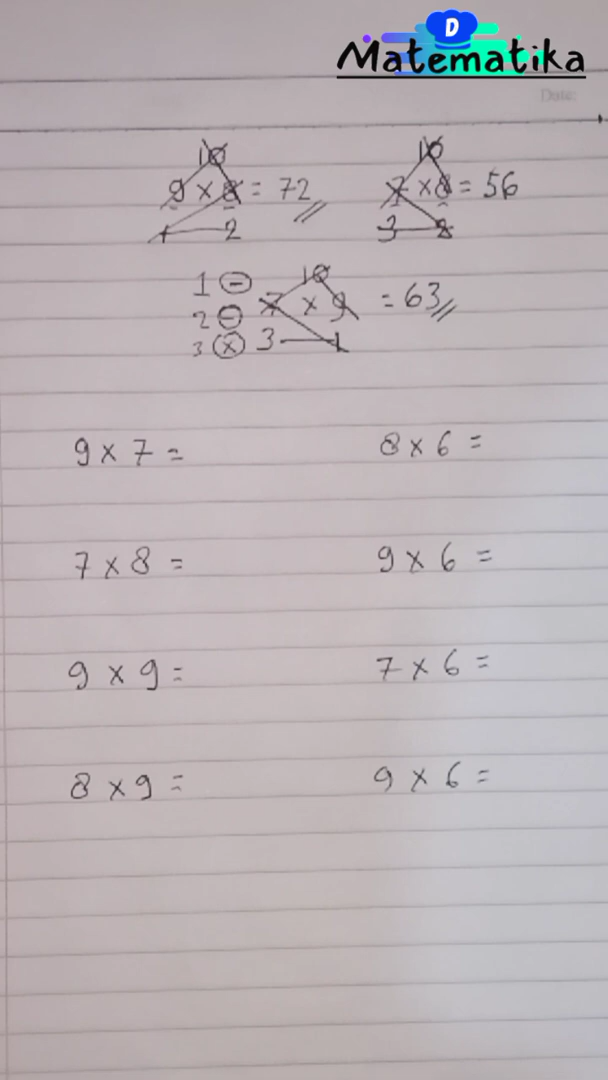 D
Matematika
Date:
10 10
9 x 8 = 72 7 x 8 = 56
1 2 3 8
1 ⊖ 10
7 x 9 = 63
2 ⊖
3 ⓧ 3 1
9 x 7 = 8 x 6 =
7 x 8 = 9 x 6 =
9 x 9 = 7 x 6 =
8 x 9 = 9 x 6 =